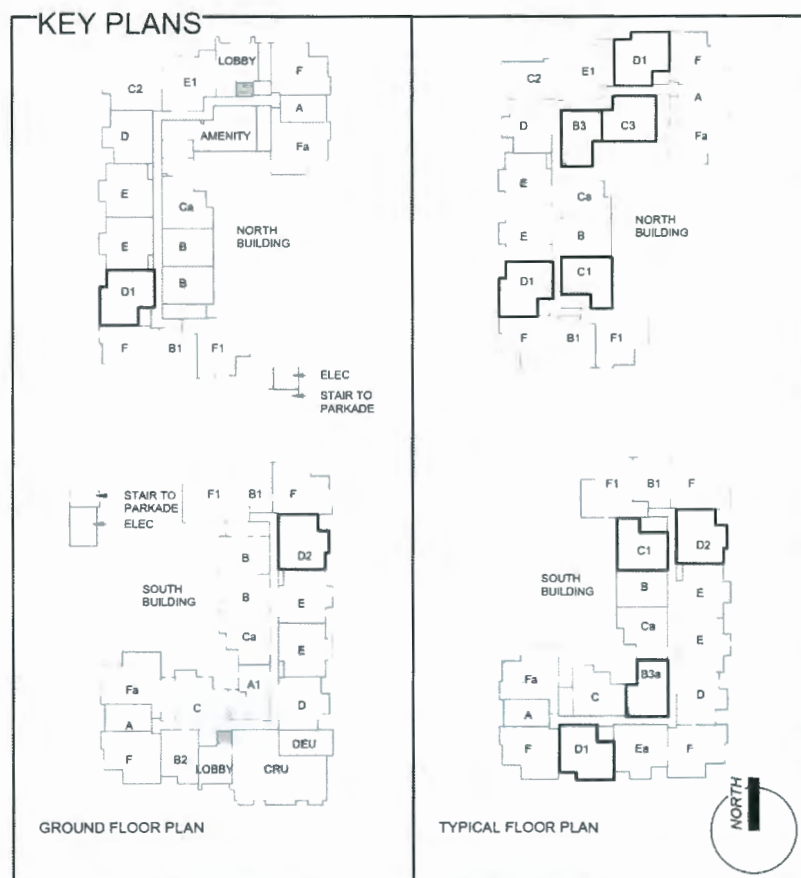 KEY PLANS
LOBBY
C2
E1
F
D
A
AMENITY
Fa
E
Ca
E
B
NORTH
BUILDING
B
D1
F
B1
F1
ELEC
STAIR TO
PARKADE
STAIR TO
PARKADE
ELEC
F1
B1
F
B
D2
SOUTH
BUILDING
B
E
Ca
E
Fa
A1
C
D
A
F
B2
LOBBY
CRU
DEU
GROUND FLOOR PLAN
C2
E1
D1
F
A
D
B3
C3
Fa
E
Ca
E
B
NORTH
BUILDING
D1
C1
F
B1
F1
F1
B1
F
C1
D2
SOUTH
BUILDING
B
E
Ca
E
Fa
C
B3a
D
A
F
D1
Ea
F
TYPICAL FLOOR PLAN
NORTH